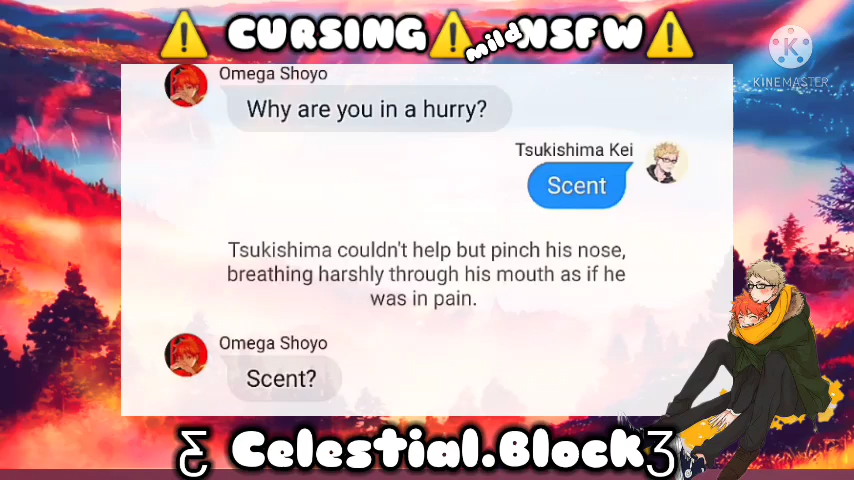 ⚠️ CURSING⚠️ mild NSFW⚠️
KINEMASTER
Omega Shoyo
Why are you in a hurry?
Tsukishima Kei
Scent
Tsukishima couldn't help but pinch his nose,
breathing harshly through his mouth as if he
was in pain.
Omega Shoyo
Scent?
Ƹ Celestial.BlockƷ